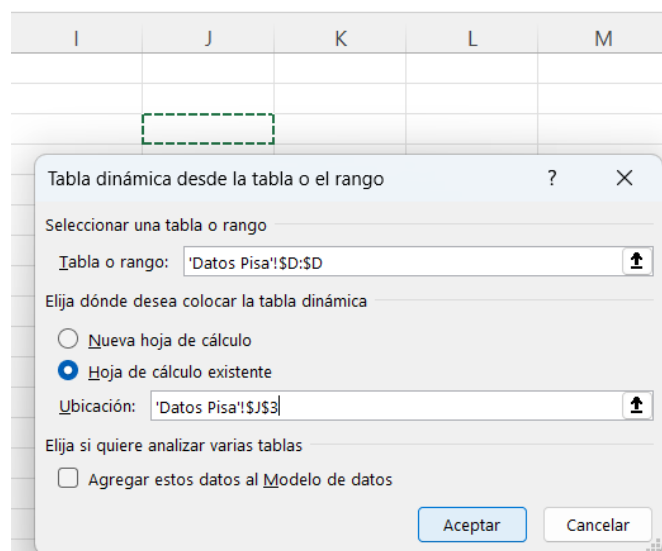 I J K L M
Tabla dinámica desde la tabla o el rango ?
Seleccionar una tabla o rango
Tabla o rango: 'Datos Pisa'!$D:$D
Elija dónde desea colocar la tabla dinámica
Nueva hoja de cálculo
Hoja de cálculo existente
Ubicación: 'Datos Pisa'!$J$3
Elija si quiere analizar varias tablas
Agregar estos datos al Modelo de datos
Aceptar Cancelar